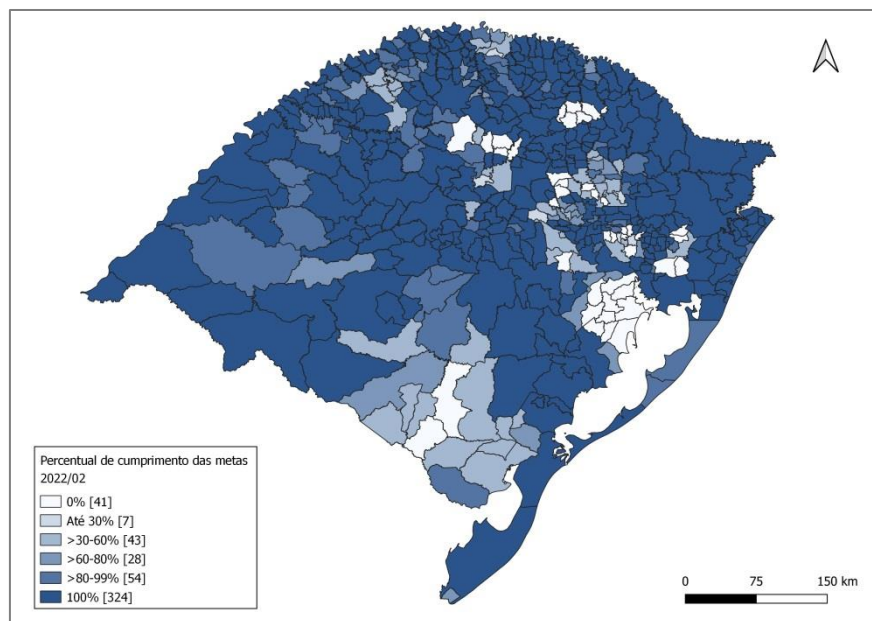 Percentual de cumprimento das metas
2022/02
0% [41]
Até 30% [7]
>30-60% [43]
>60-80% [28]
>80-99% [54]
100% [324]
0 75 150 km